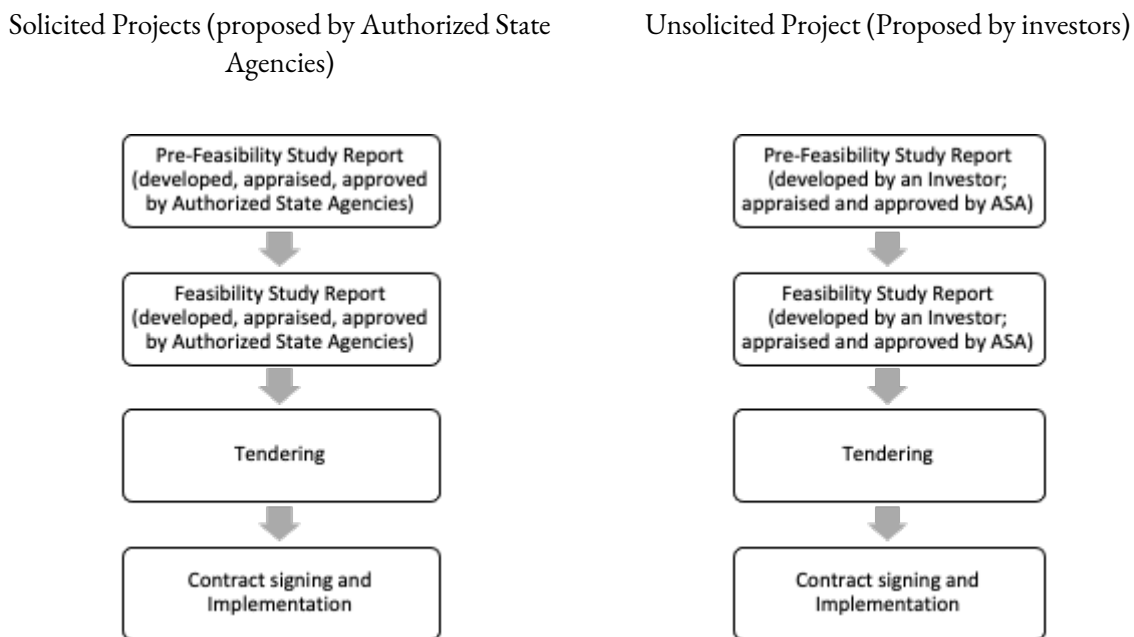 Solicited Projects (proposed by Authorized State
Agencies)
Pre-Feasibility Study Report
(developed, appraised, approved
by Authorized State Agencies)
Feasibility Study Report
(developed, appraised, approved
by Authorized State Agencies)
Tendering
Contract signing and
Implementation
Unsolicited Project (Proposed by investors)
Pre-Feasibility Study Report
(developed by an Investor;
appraised and approved by ASA)
Feasibility Study Report
(developed by an Investor;
appraised and approved by ASA)
Tendering
Contract signing and
Implementation